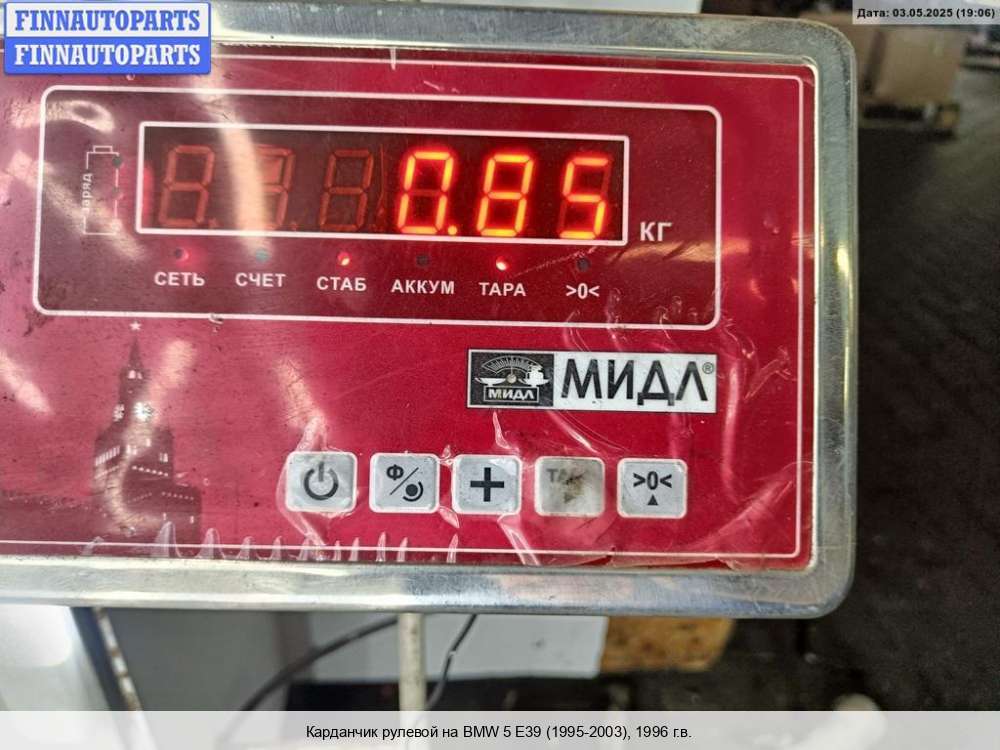 FINNAUTOPARTS
FINNAUTOPARTS
Дата: 03.05.2025 (19:06)
заряд
0.85
КГ
СЕТЬ СЧЕТ СТАБ АККУМ ТАРА >0<
МИДЛ
МИДЛ®
Ф/ + >0<
Карданчик рулевой на BMW 5 E39 (1995-2003), 1996 г.в.